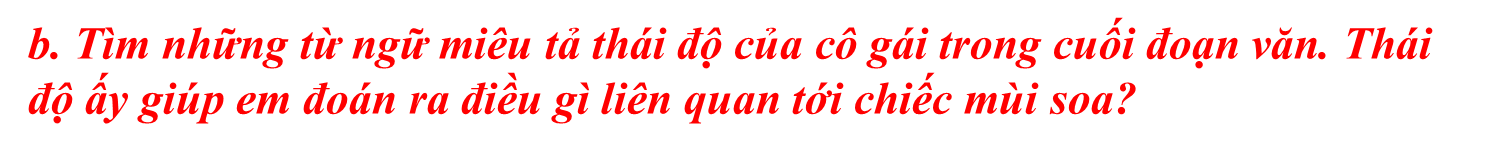 b. Tìm những từ ngữ miêu tả thái độ của cô gái trong cuối đoạn văn. Thái
độ ấy giúp em đoán ra điều gì liên quan tới chiếc mùi soa?